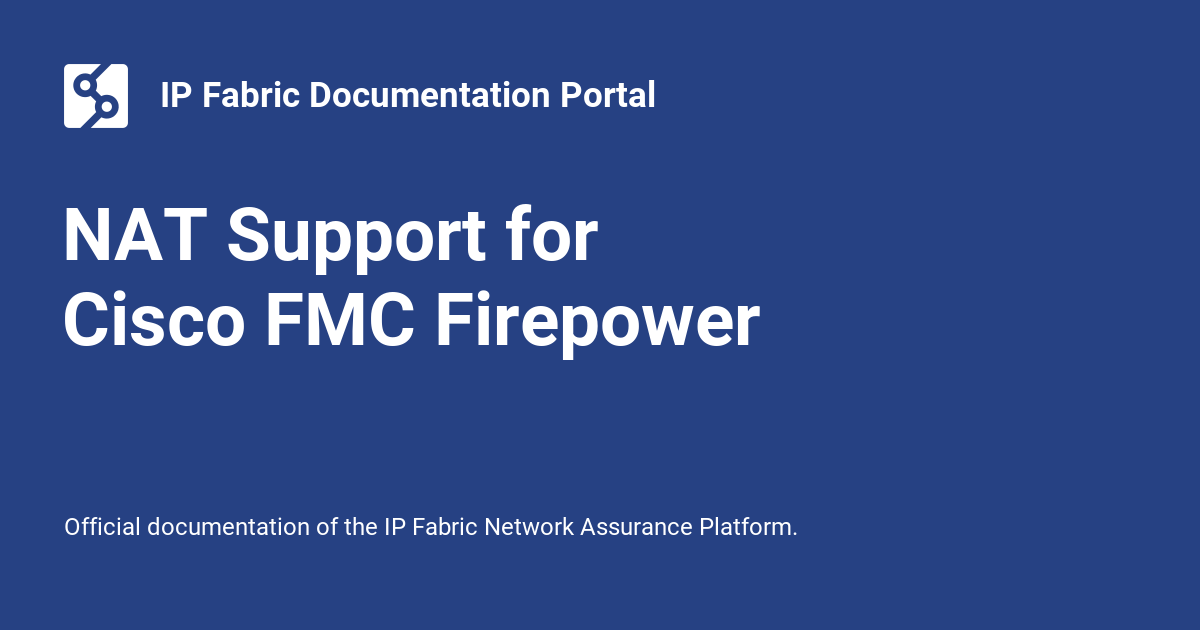 IP Fabric Documentation Portal
NAT Support for
Cisco FMC Firepower
Official documentation of the IP Fabric Network Assurance Platform.